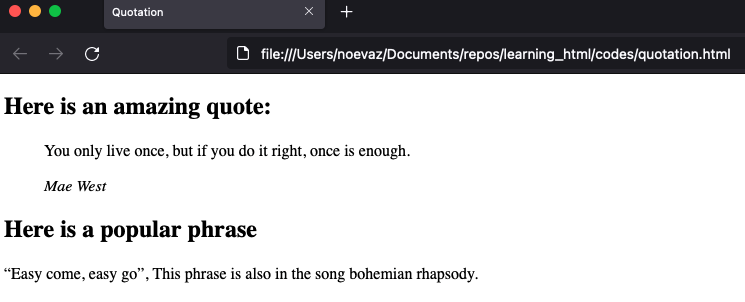 Quotation
file:///Users/noevaz/Documents/repos/learning_html/codes/quotation.html
Here is an amazing quote:
You only live once, but if you do it right, once is enough.
Mae West
Here is a popular phrase
“Easy come, easy go”, This phrase is also in the song bohemian rhapsody.